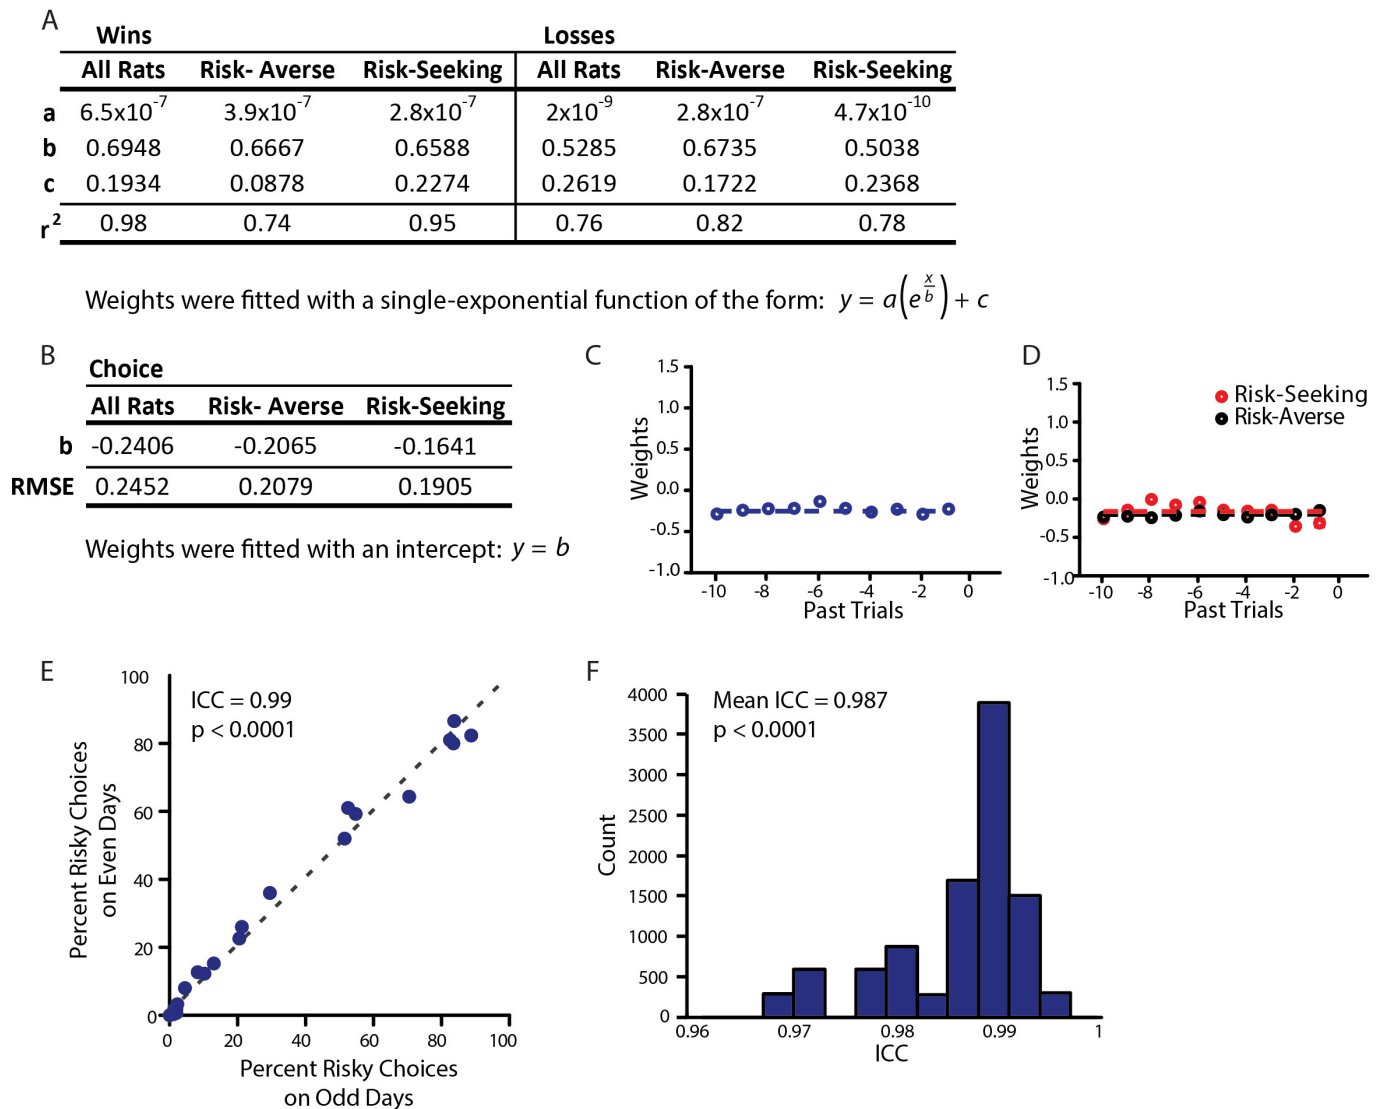 A
Wins Losses
All Rats Risk- Averse Risk-Seeking All Rats Risk-Averse Risk-Seeking
a 6.5x10⁻⁷ 3.9x10⁻⁷ 2.8x10⁻⁷ 2x10⁻⁹ 2.8x10⁻⁷ 4.7x10⁻¹⁰
b 0.6948 0.6667 0.6588 0.5285 0.6735 0.5038
c 0.1934 0.0878 0.2274 0.2619 0.1722 0.2368
r² 0.98 0.74 0.95 0.76 0.82 0.78
Weights were fitted with a single-exponential function of the form: y = a(e^(x/b)) + c
B
Choice
All Rats Risk- Averse Risk-Seeking
b -0.2406 -0.2065 -0.1641
RMSE 0.2452 0.2079 0.1905
Weights were fitted with an intercept: y = b
C
Weights
1.5
1.0
0.5
0.0
-0.5
-1.0
-10 -8 -6 -4 -2 0
Past Trials
D
Risk-Seeking
Risk-Averse
Weights
1.5
1.0
0.5
0.0
-0.5
-1.0
-10 -8 -6 -4 -2 0
Past Trials
E
ICC = 0.99
p < 0.0001
Percent Risky Choices
on Even Days
100
80
60
40
20
0
0 20 40 60 80 100
Percent Risky Choices
on Odd Days
F
Mean ICC = 0.987
p < 0.0001
Count
4000
3500
3000
2500
2000
1500
1000
500
0
0.96 0.97 0.98 0.99 1
ICC